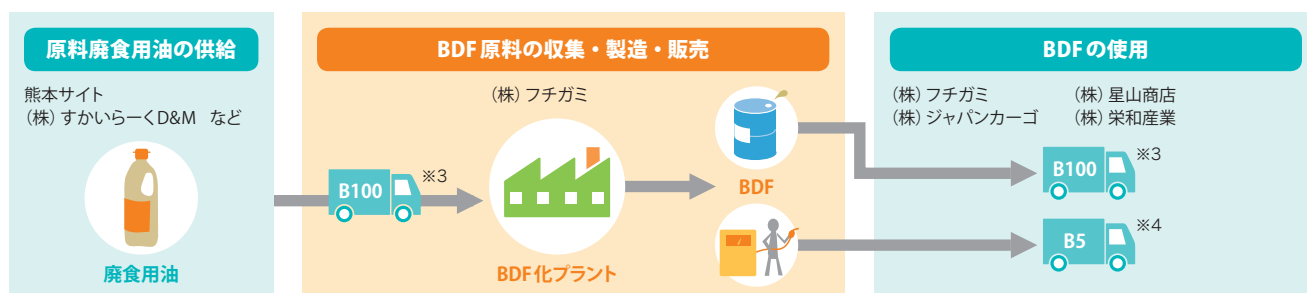 原料廃食用油の供給
熊本サイト
（株）すかいらーくD&M など
廃食用油
BDF原料の収集・製造・販売
（株）フチガミ
B100
※3
BDF化プラント
BDF
BDFの使用
（株）フチガミ
（株）ジャパンカーゴ
（株）星山商店
（株）栄和産業
B100
※3
B5
※4